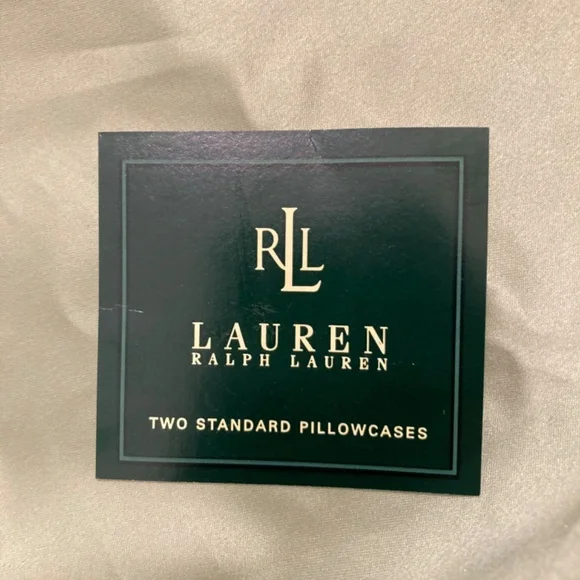 RLL
LAUREN
RALPH LAUREN
TWO STANDARD PILLOWCASES